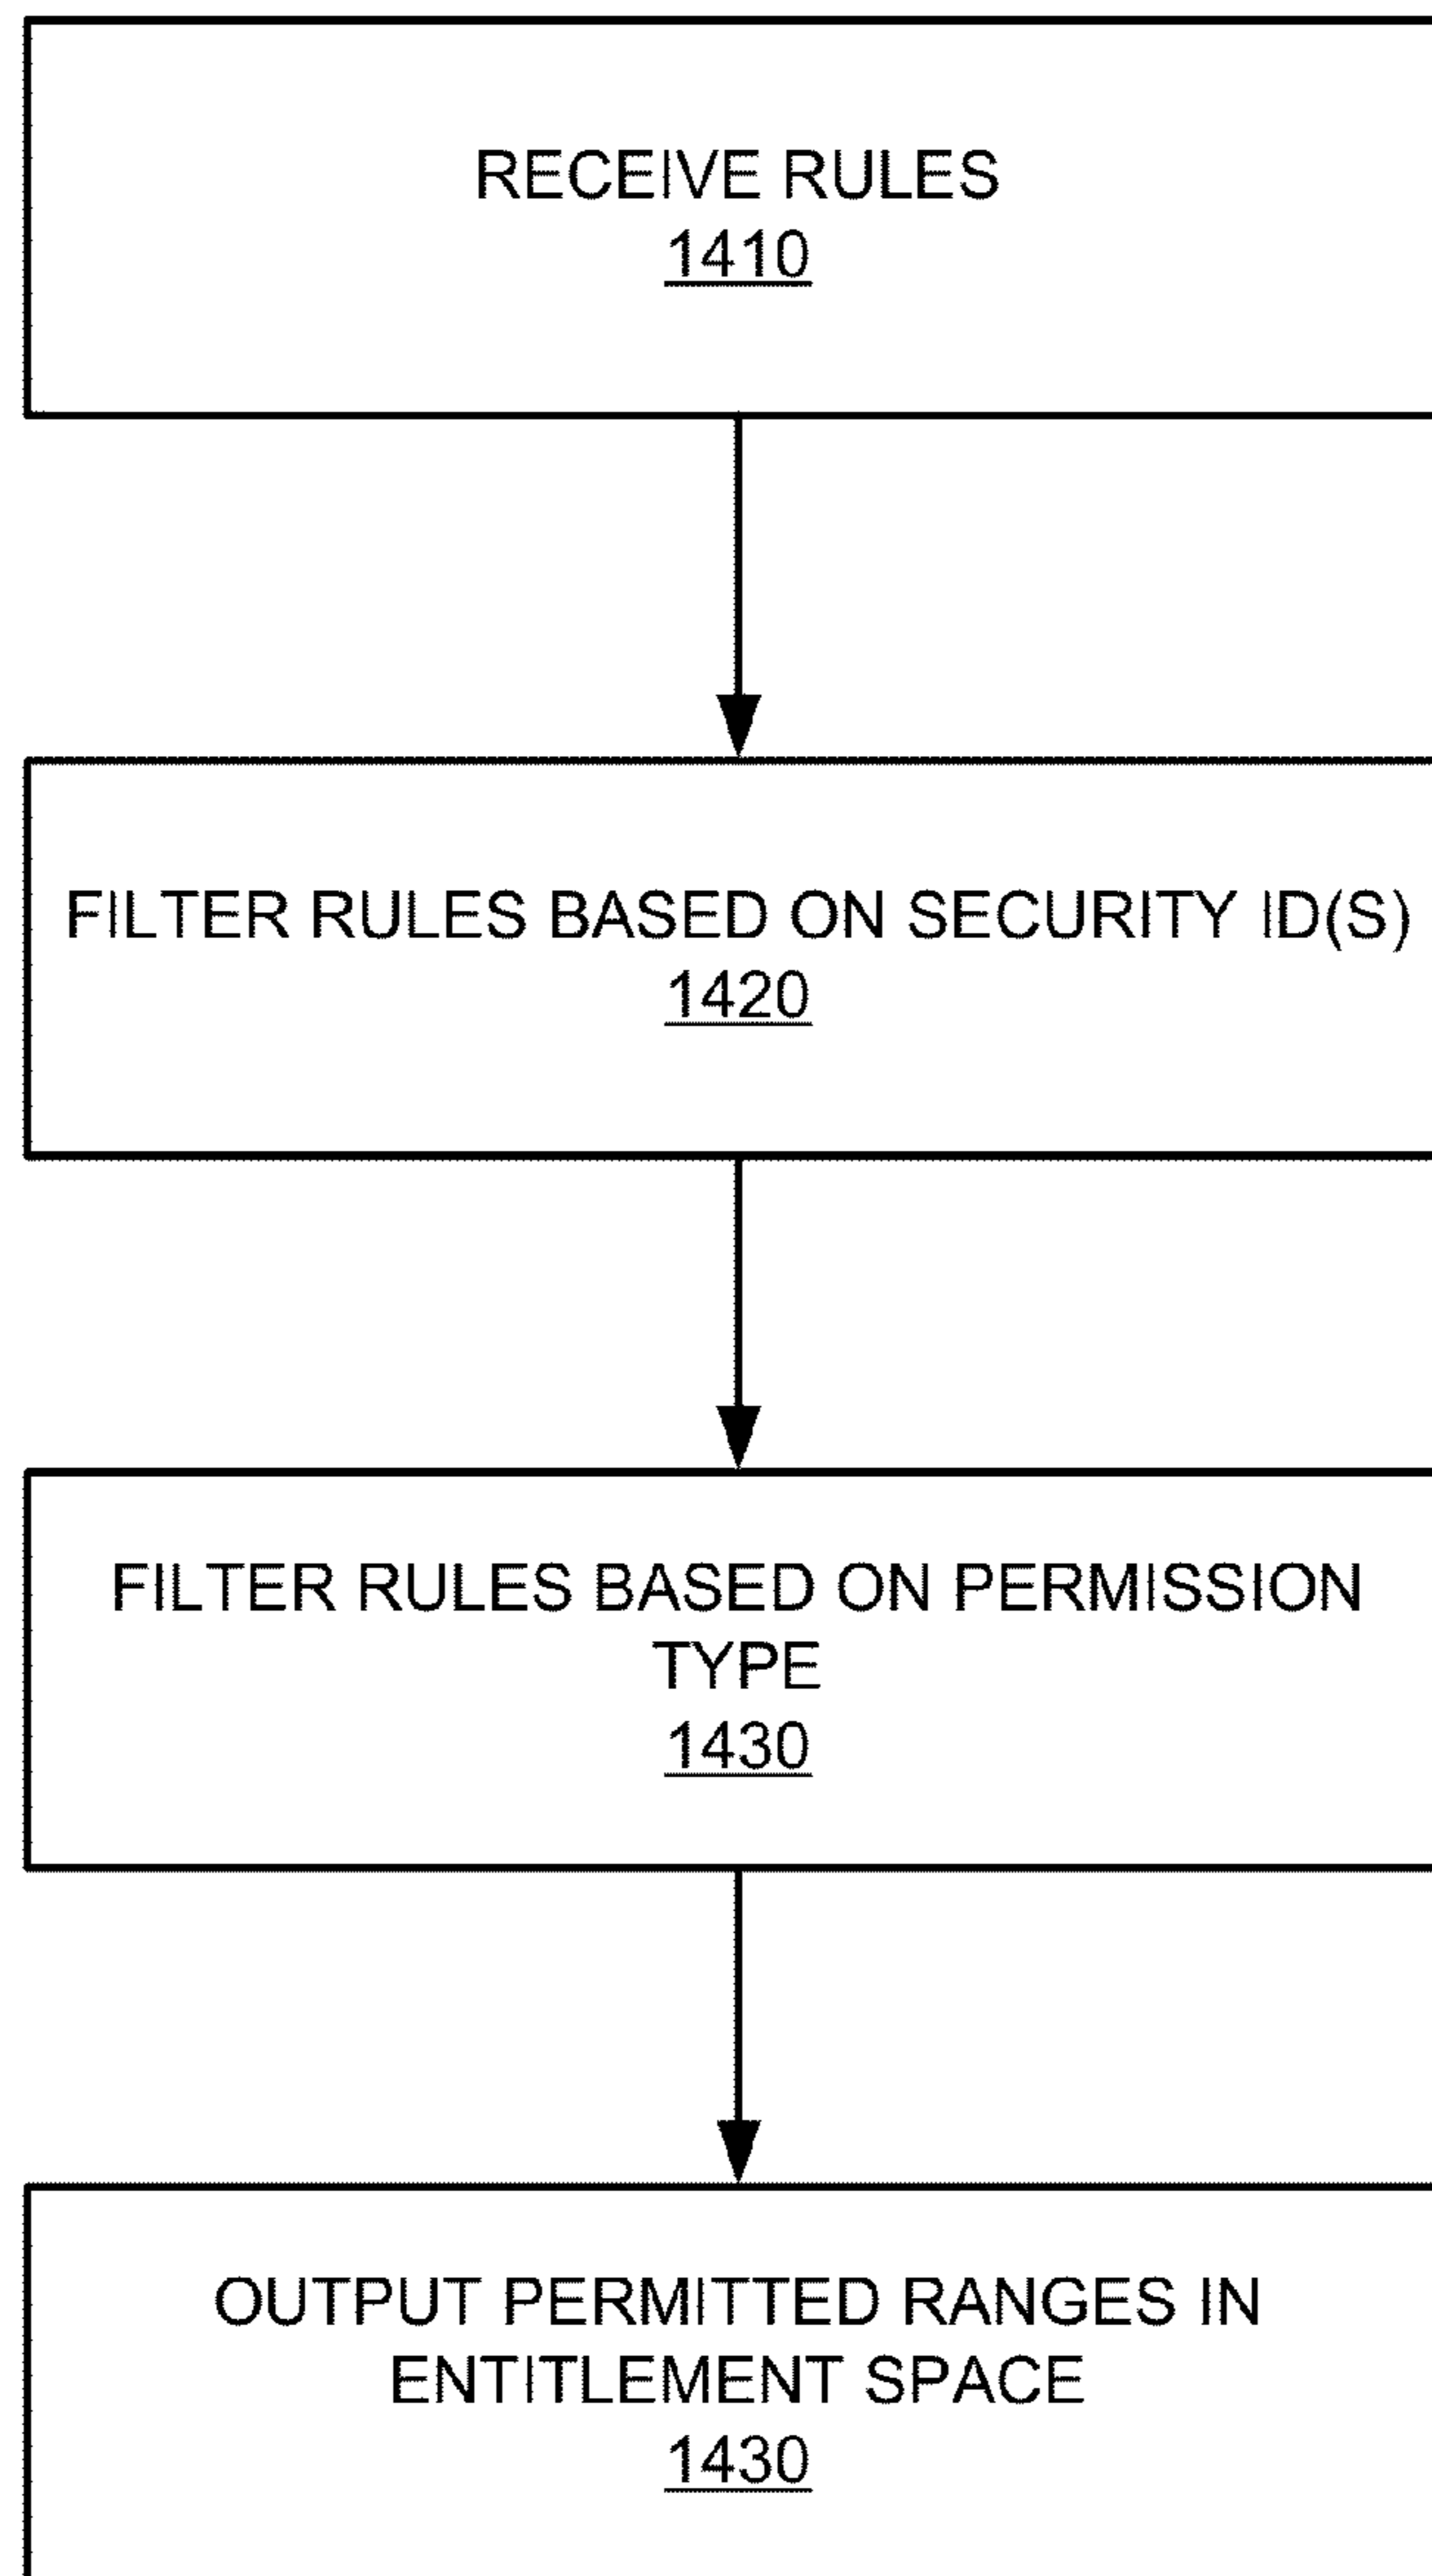 RECEIVE RULES
1410
FILTER RULES BASED ON SECURITY ID(S)
1420
FILTER RULES BASED ON PERMISSION
TYPE
1430
OUTPUT PERMITTED RANGES IN
ENTITLEMENT SPACE
1430